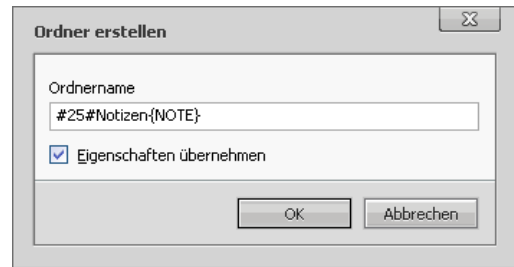 Ordner erstellen
Ordnername
#25#Notizen-{NOTE}-
Eigenschaften übernehmen
OK
Abbrechen